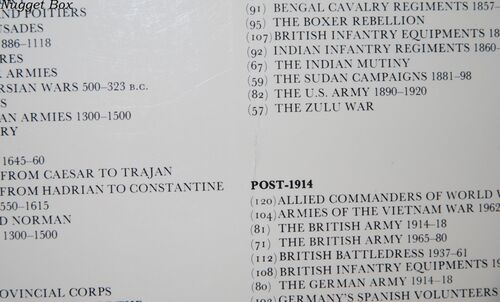 Nugget Box
AND POITIERS
USADES
886–1118
RES
ARMIES
RSIAN WARS 500–323 B.C.
S
AN ARMIES 1300–1500
RY
1645–60
FROM CAESAR TO TRAJAN
FROM HADRIAN TO CONSTANTINE
550–1615
D NORMAN
1300–1500
OVINCIAL CORPS
(91) BENGAL CAVALRY REGIMENTS 1857–
(95) THE BOXER REBELLION
(107) BRITISH INFANTRY EQUIPMENTS 18
(92) INDIAN INFANTRY REGIMENTS 1860–
(67) THE INDIAN MUTINY
(59) THE SUDAN CAMPAIGNS 1881–98
(82) THE U.S. ARMY 1890–1920
(57) THE ZULU WAR
POST-1914
(120) ALLIED COMMANDERS OF WORLD W
(104) ARMIES OF THE VIETNAM WAR 1962
(81) THE BRITISH ARMY 1914–18
(71) THE BRITISH ARMY 1965–80
(112) BRITISH BATTLEDRESS 1937–61
(108) BRITISH INFANTRY EQUIPMENTS
(80) THE GERMAN ARMY 1914–18
(103) GERMANY'S SPANISH VOLUNTEERS